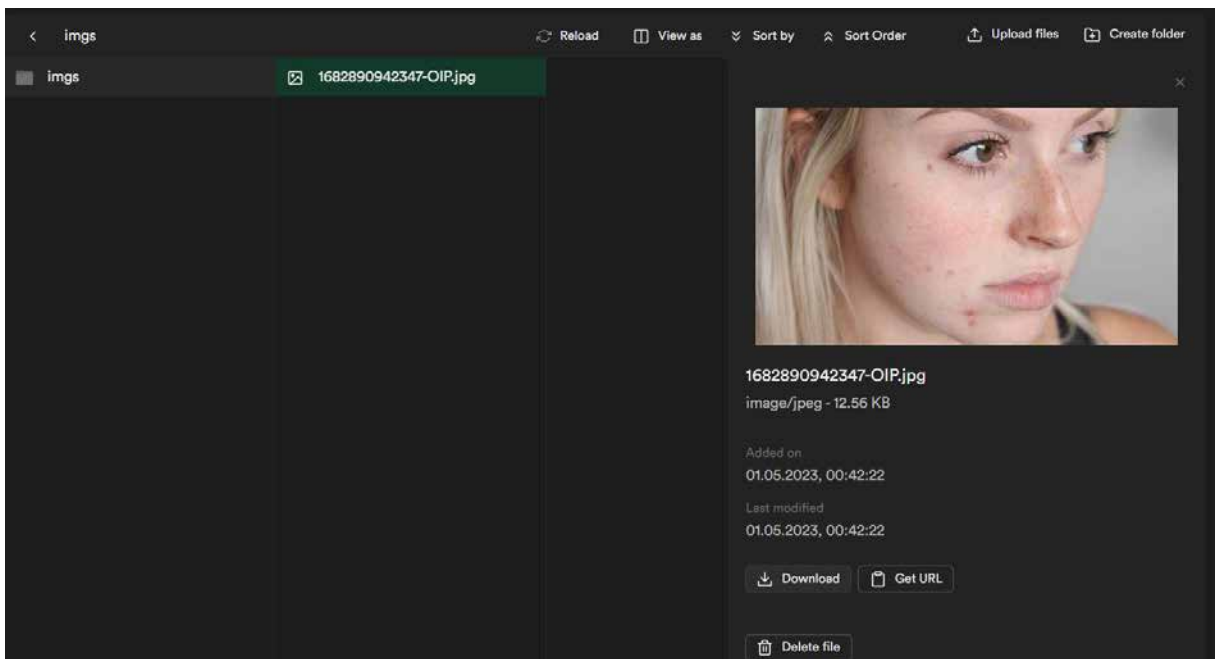 imgs
Reload
View as
Sort by
Sort Order
Upload files
Create folder
imgs
1682890942347-OIP.jpg
1682890942347-OIP.jpg
image/jpeg - 12.56 KB
Added on
01.05.2023, 00:42:22
Last modified
01.05.2023, 00:42:22
Download
Get URL
Delete file